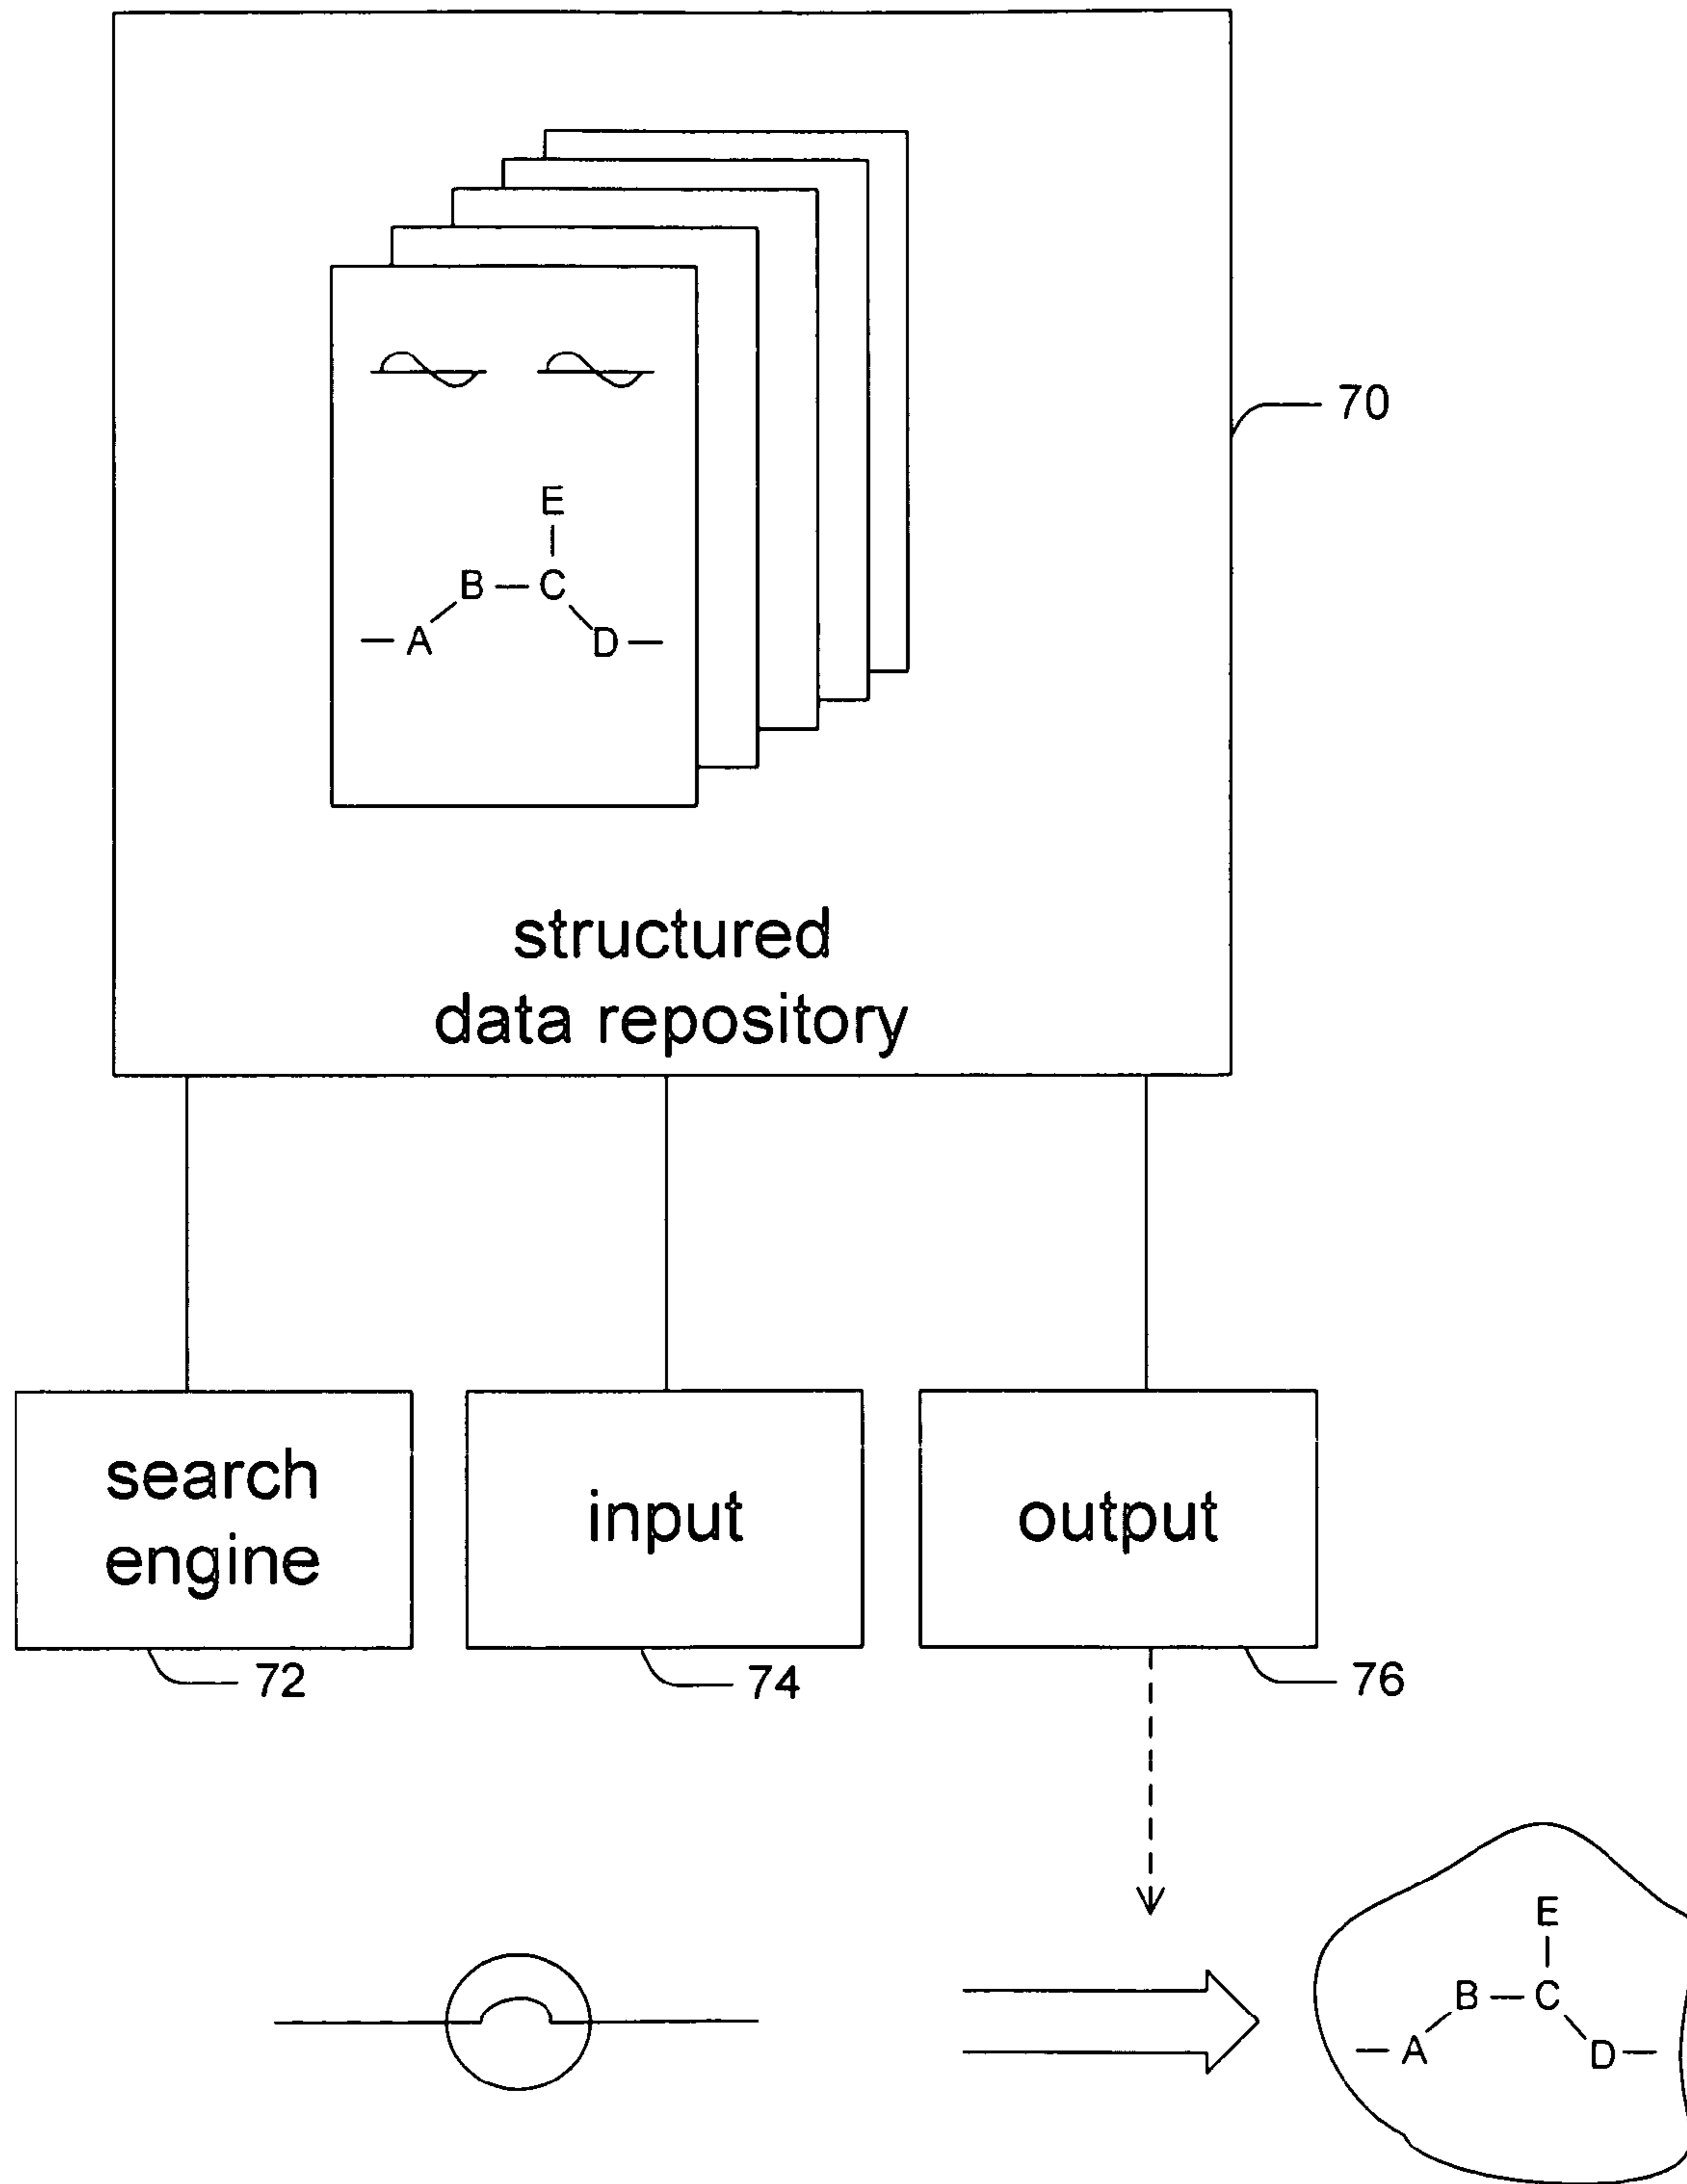 E
B — C
— A
D —
70
structured
data repository
search
engine
input
output
72
74
76
E
B — C
— A
D —